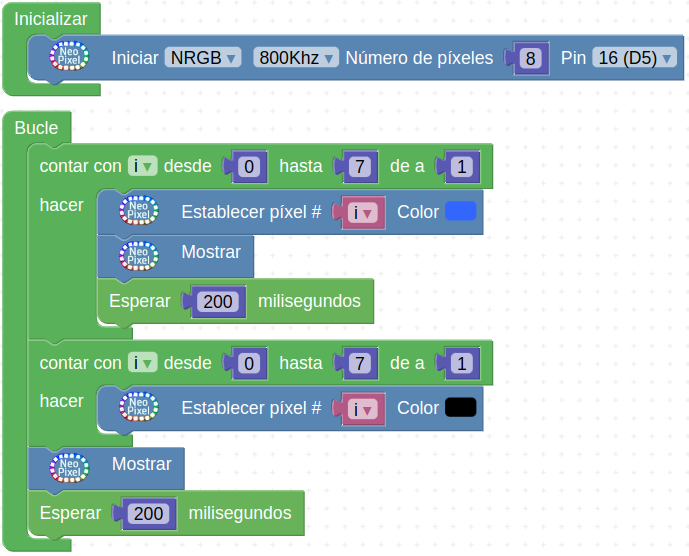 Inicializar
Neo Pixel Iniciar NRGB 800Khz Número de píxeles 8 Pin 16 (D5)
Bucle
contar con i desde 0 hasta 7 de a 1
hacer
Neo Pixel Establecer píxel # i Color
Neo Pixel Mostrar
Esperar 200 milisegundos
contar con i desde 0 hasta 7 de a 1
hacer
Neo Pixel Establecer píxel # i Color
Neo Pixel Mostrar
Esperar 200 milisegundos